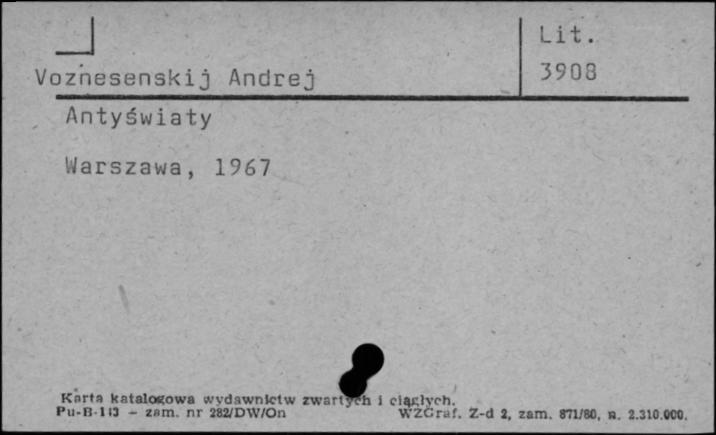 Lit.
3908
Voznesenskij Andrej
Antyświaty
Warszawa, 1967
Karta katalogowa wydawnictw zwartych i ciągłych.
Pu-B-113 — zam. nr 282/DW/On WZGraf. Z-d 2, zam. 871/80, n. 2.310.000.